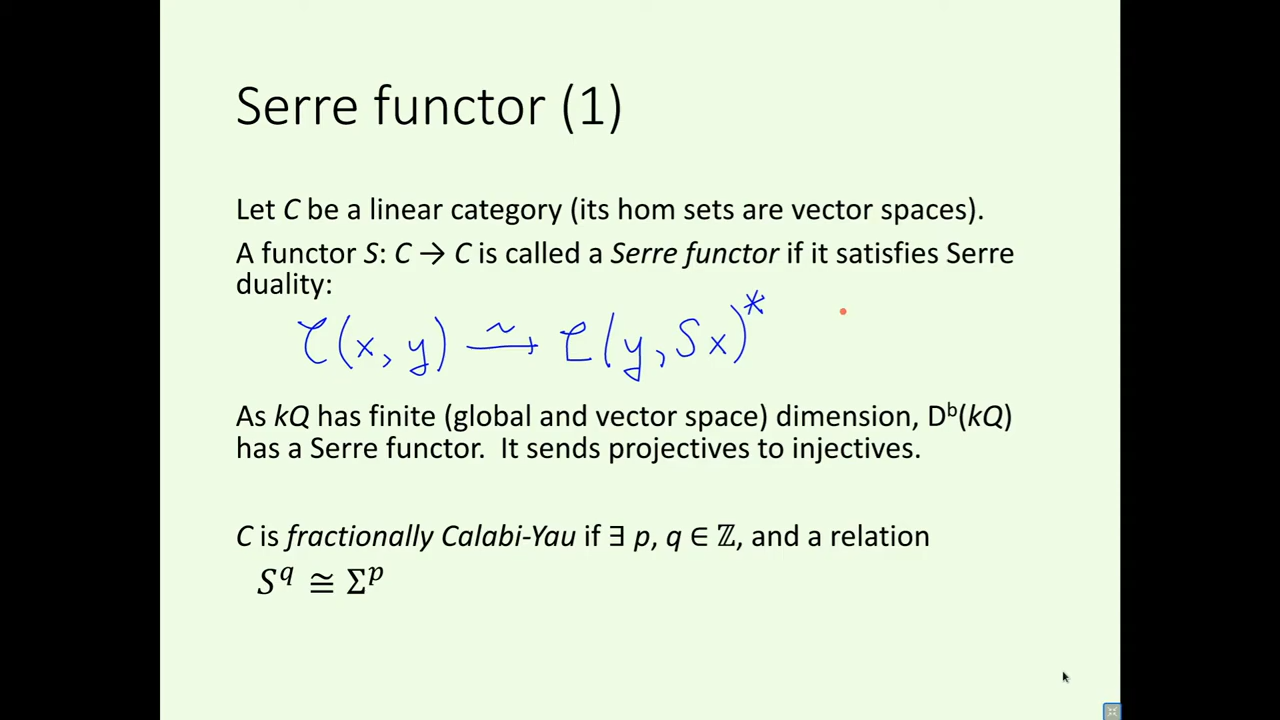 Serre functor (1)
Let C be a linear category (its hom sets are vector spaces).
A functor S: C → C is called a Serre functor if it satisfies Serre
duality:
C(x, y) ⥲ C(y, Sx)*
As kQ has finite (global and vector space) dimension, Dᵇ(kQ)
has a Serre functor. It sends projectives to injectives.
C is fractionally Calabi-Yau if ∃ p, q ∈ ℤ, and a relation
S^q ≅ Σ^p